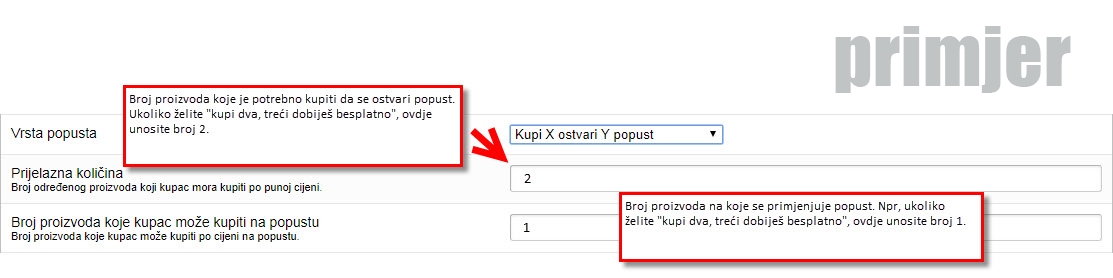 primjer
Broj proizvoda koje je potrebno kupiti da se ostvari popust.
Ukoliko želite "kupi dva, treći dobiješ besplatno", ovdje
unosite broj 2.
Vrsta popusta
Kupi X ostvari Y popust
Prijelazna količina
Broj određenog proizvoda koji kupac mora kupiti po punoj cijeni.
2
Broj proizvoda na koje se primjenjuje popust. Npr, ukoliko
želite "kupi dva, treći dobiješ besplatno", ovdje unosite broj 1.
Broj proizvoda koje kupac može kupiti na popustu
Broj proizvoda koje kupac može kupiti po cijeni na popustu.
1